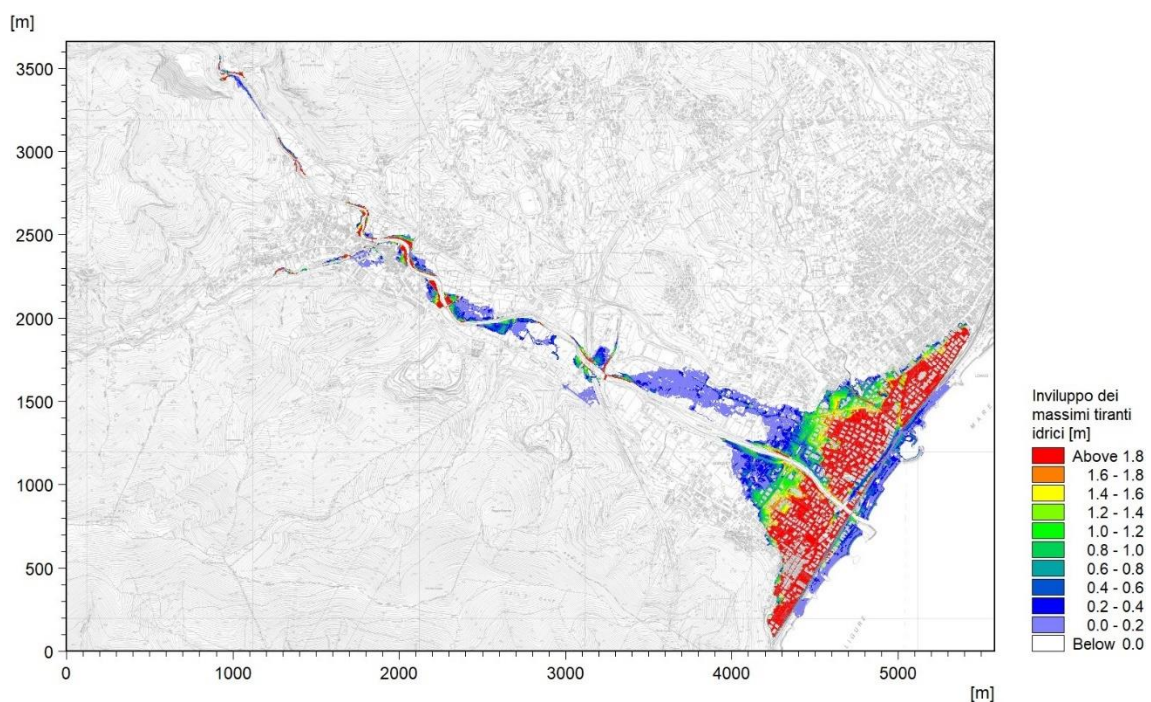 [m]
3500
3000
2500
2000
1500
1000
500
0
0
1000
2000
3000
4000
5000
[m]
Inviluppo dei
massimi tiranti
idrici [m]
Above 1.8
1.6 - 1.8
1.4 - 1.6
1.2 - 1.4
1.0 - 1.2
0.8 - 1.0
0.6 - 0.8
0.4 - 0.6
0.2 - 0.4
0.0 - 0.2
Below 0.0